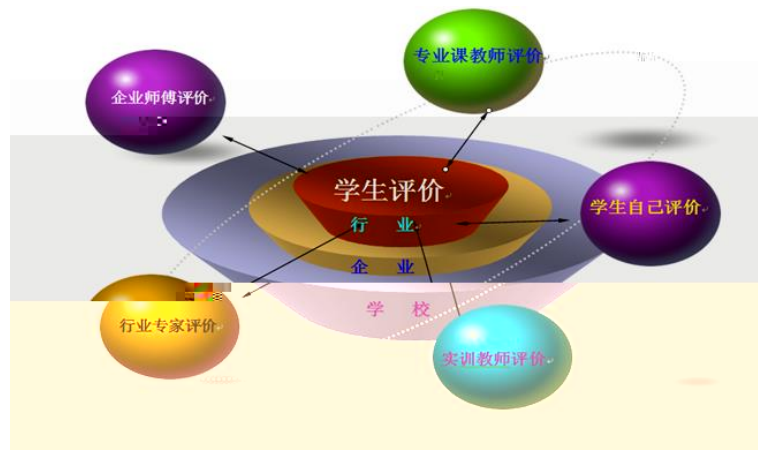 专业课教师评价
企业师傅评价
学生评价
学生自己评价
行 业
企 业
学 校
行业专家评价
实训教师评价